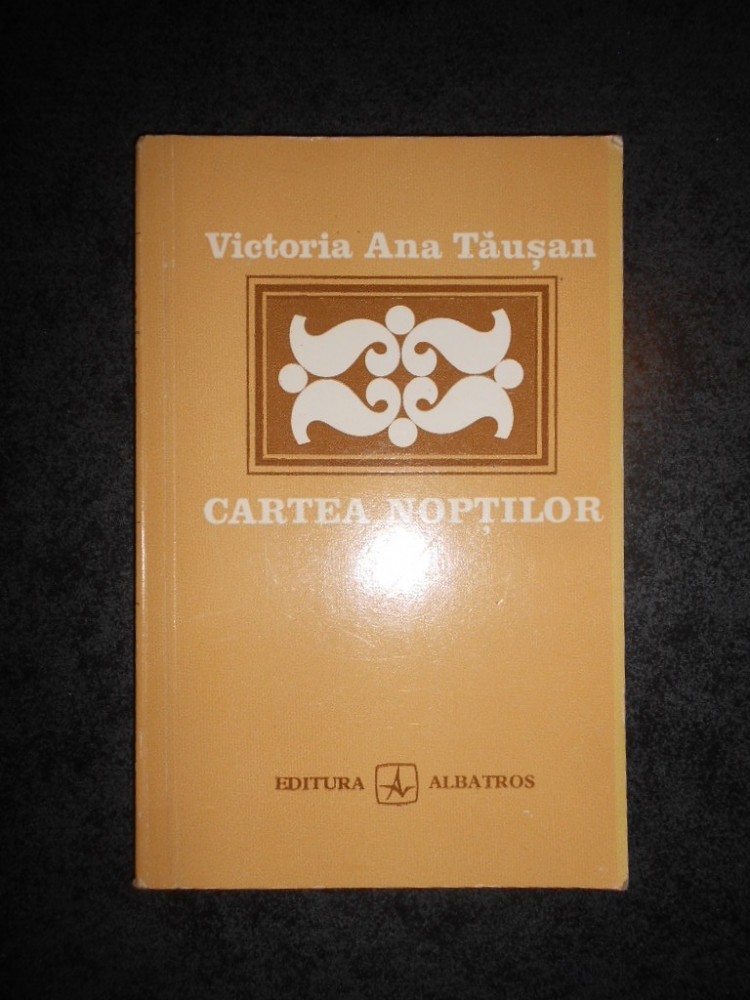 Victoria Ana Tăușan
CARTEA NOPȚILOR
EDITURA ALBATROS